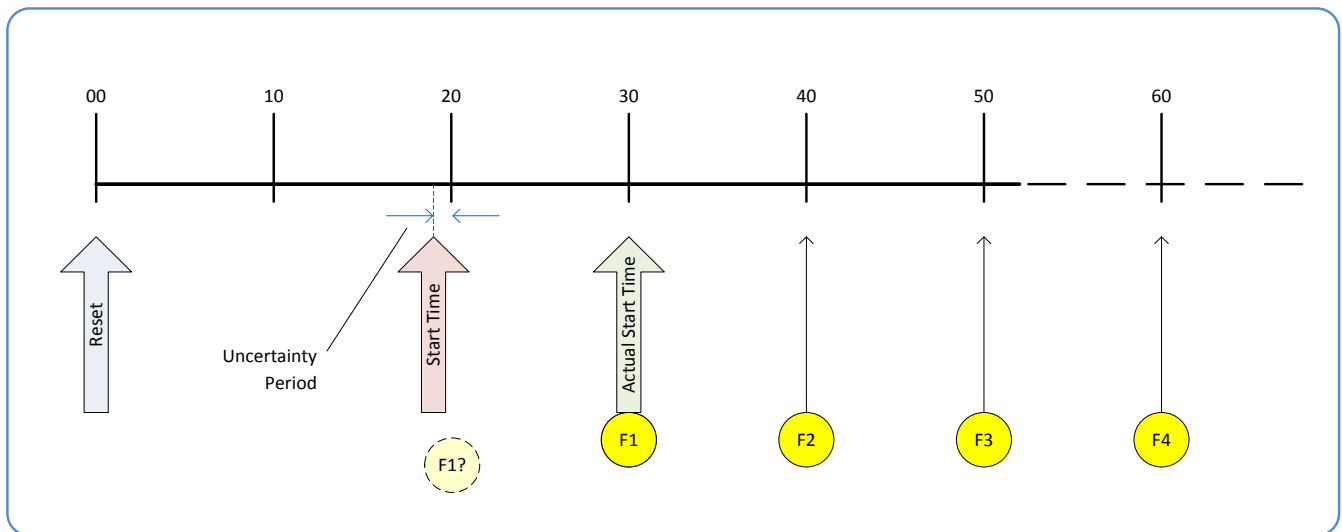 00
10
20
30
40
50
60
Reset
Start Time
Actual Start Time
Uncertainty
Period
F1?
F1
F2
F3
F4